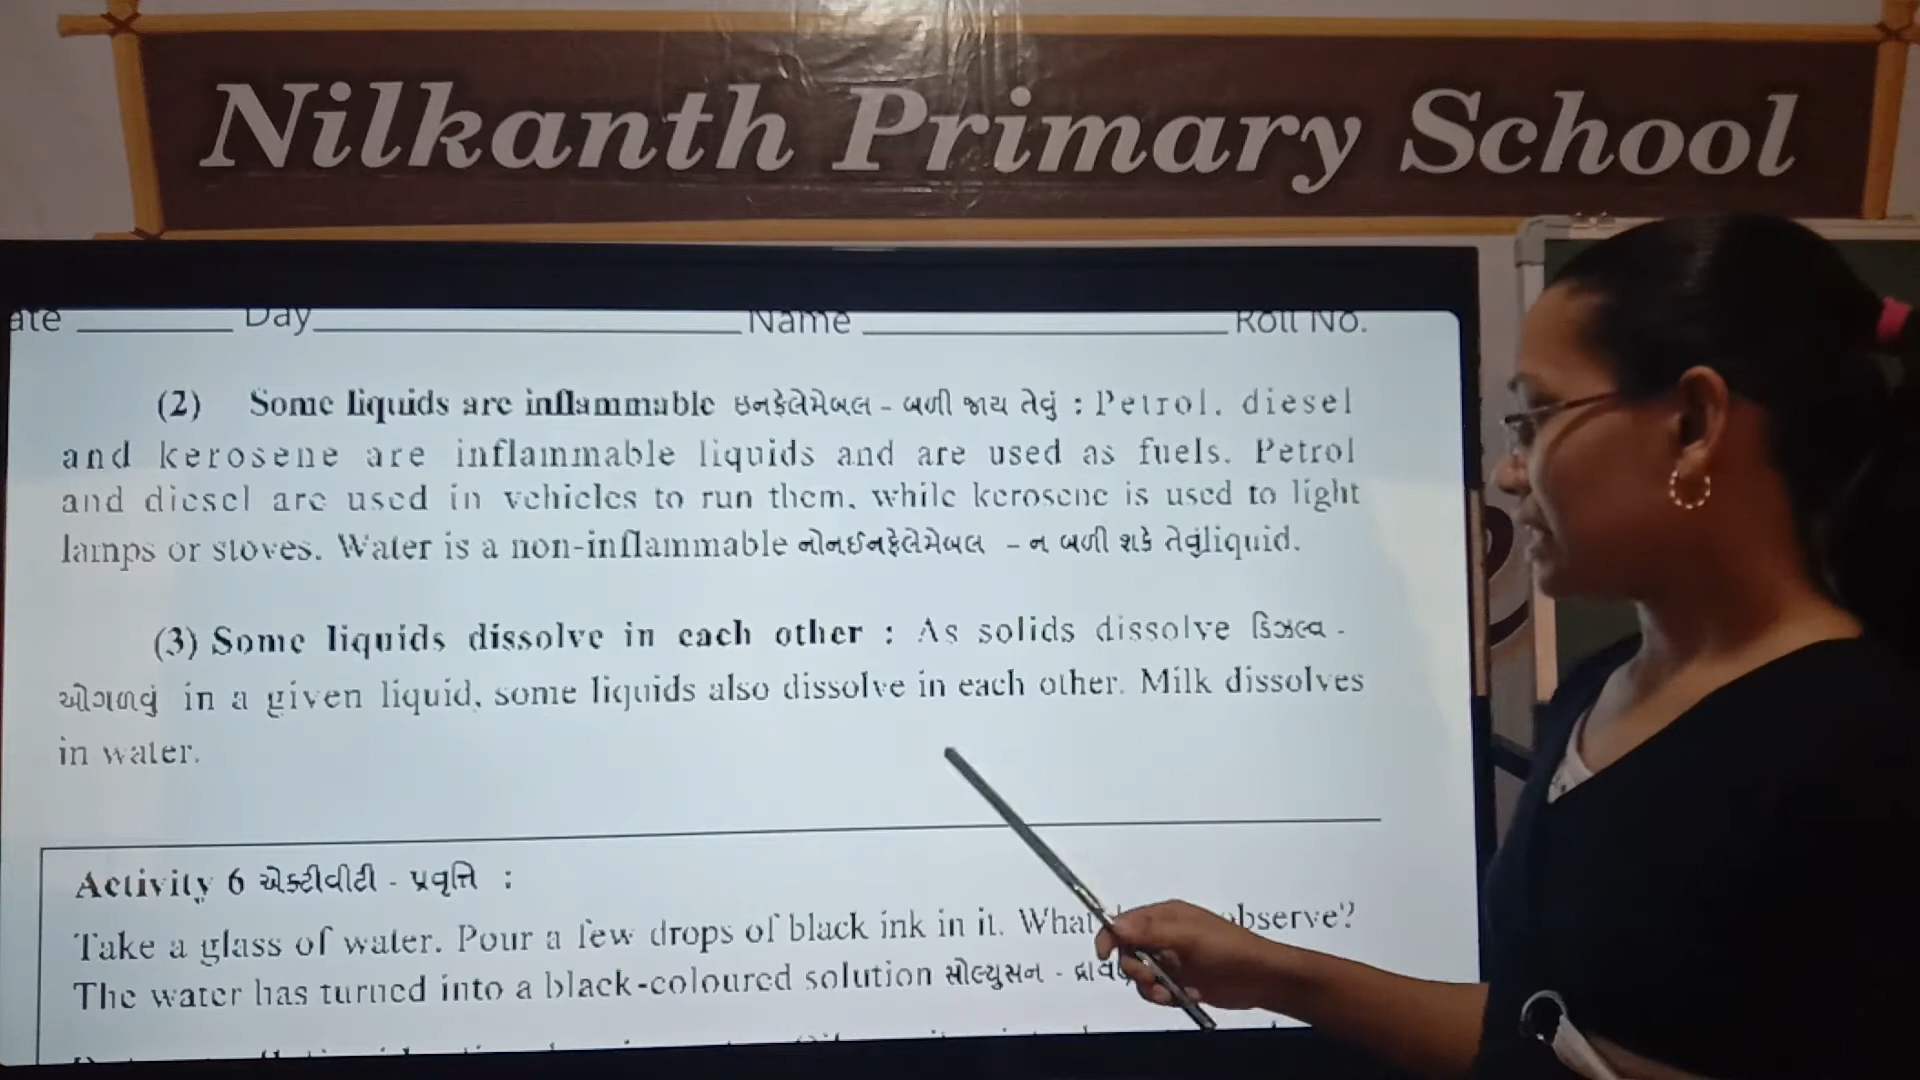 Nilkanth Primary School
ate ________ Day______________________Name ___________________ Roll No.
(2) Some liquids are inflammable ઇનફ્લેમેબલ - બળી જાય તેવું : Petrol, diesel
and kerosene are inflammable liquids and are used as fuels. Petrol
and diesel are used in vehicles to run them, while kerosene is used to light
lamps or stoves. Water is a non-inflammable નોનઈનફ્લેમેબલ - ન બળી શકે તેવુંliquid.
(3) Some liquids dissolve in each other : As solids dissolve ડિઝલ્વ -
ઓગળવું in a given liquid, some liquids also dissolve in each other. Milk dissolves
in water.
Activity 6 એક્ટીવીટી - પ્રવૃત્તિ :
Take a glass of water. Pour a few drops of black ink in it. What observe?
The water has turned into a black-coloured solution સોલ્યુસન -